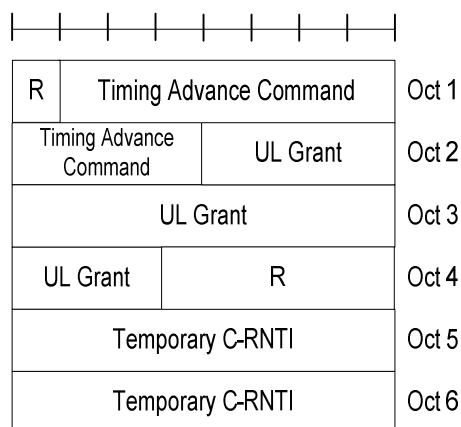 R Timing Advance Command Oct 1
Timing Advance
Command UL Grant Oct 2
UL Grant Oct 3
UL Grant R Oct 4
Temporary C-RNTI Oct 5
Temporary C-RNTI Oct 6